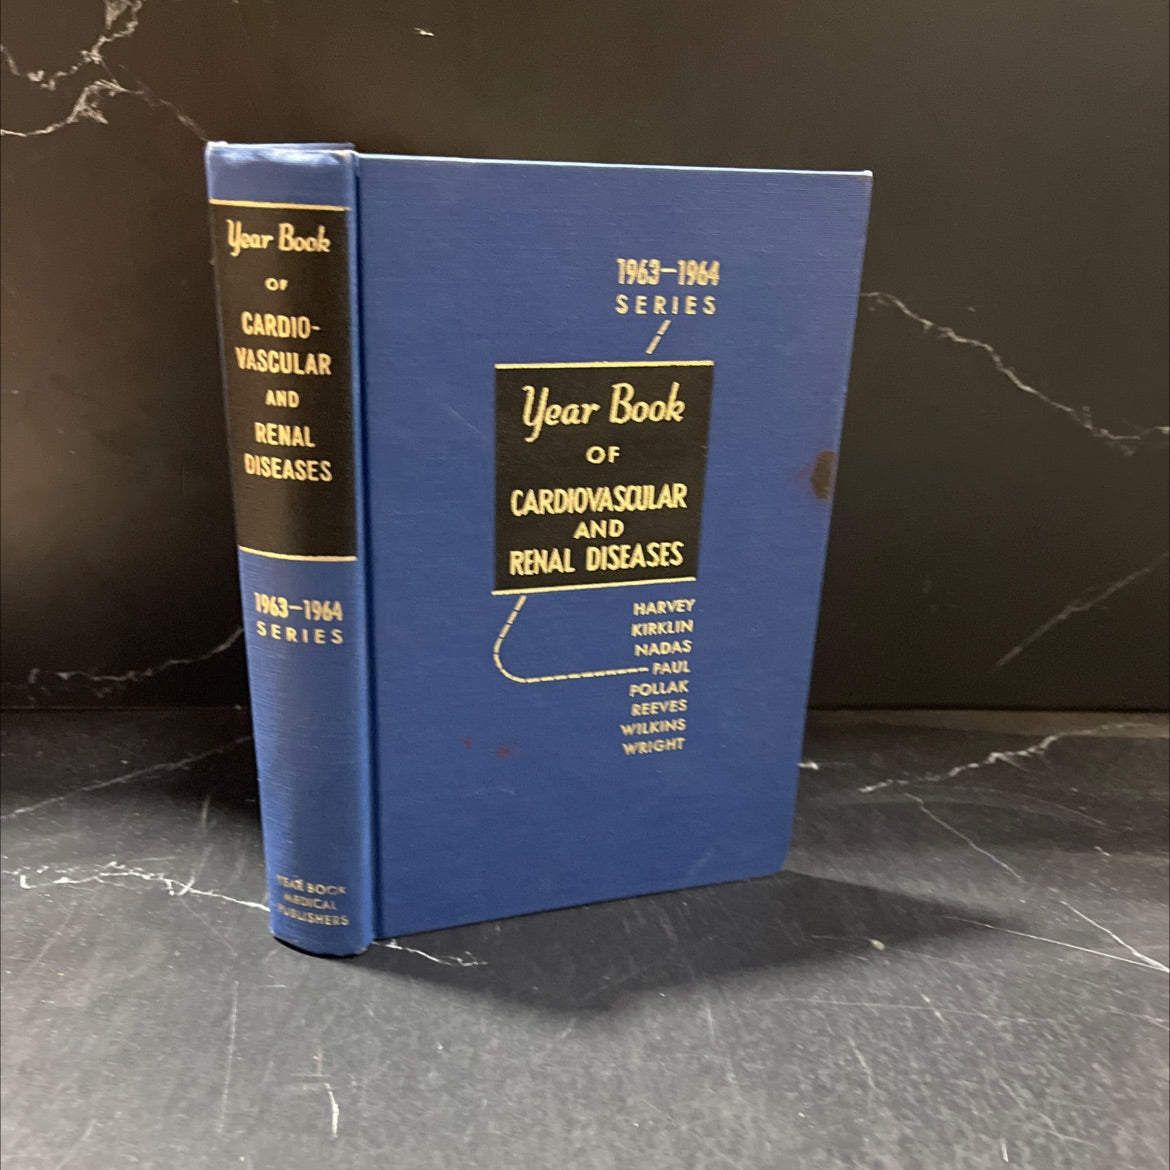 Year Book
OF
CARDIO-
VASCULAR
AND
RENAL
DISEASES
1963-1964
SERIES
YEAR BOOK
MEDICAL
PUBLISHERS
1963-1964
SERIES
Year Book
OF
CARDIOVASCULAR
AND
RENAL DISEASES
HARVEY
KIRKLIN
NADAS
PAUL
POLLAK
REEVES
WILKINS
WRIGHT